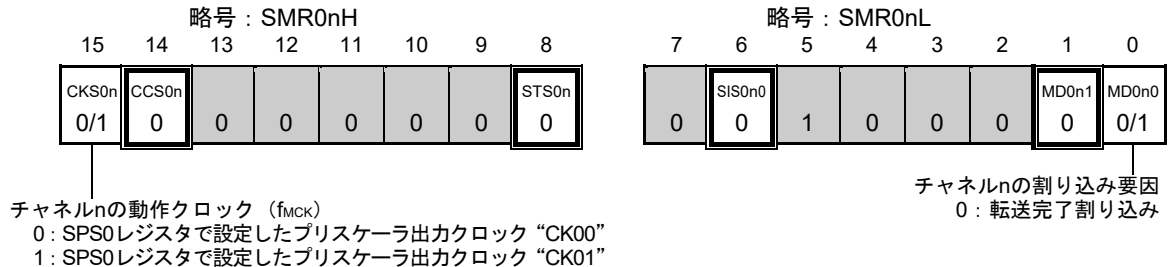 略号：SMR0nH 略号：SMR0nL
15 14 13 12 11 10 9 8 7 6 5 4 3 2 1 0
CKS0n CCS0n STS0n SIS0n0 MD0n1 MD0n0
0/1 0 0 0 0 0 0 0 0 0 1 0 0 0 0 0/1
チャネルnの動作クロック（fMCK）
0：SPS0レジスタで設定したプリスケーラ出力クロック“CK00”
1：SPS0レジスタで設定したプリスケーラ出力クロック“CK01”
チャネルnの割り込み要因
0：転送完了割り込み